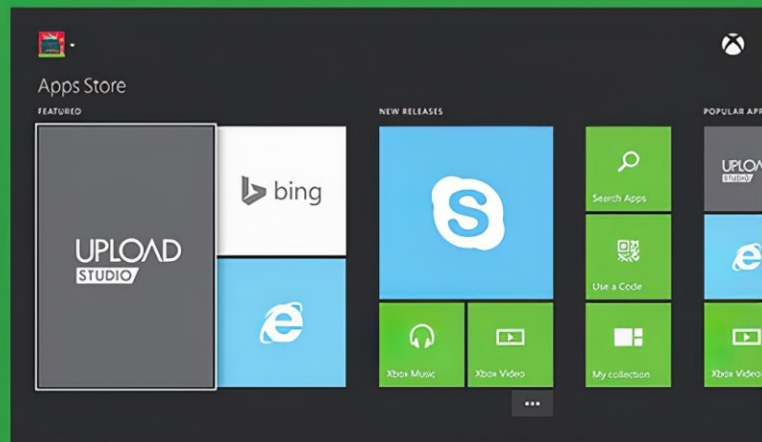 Apps Store
FEATURED
UPLOAD
STUDIO
bing
NEW RELEASES
S
Xbox Music
Xbox Video
Search Apps
Use a Code
My collection
POPULAR APP
UPLOA
STUDIO
Xbox Video